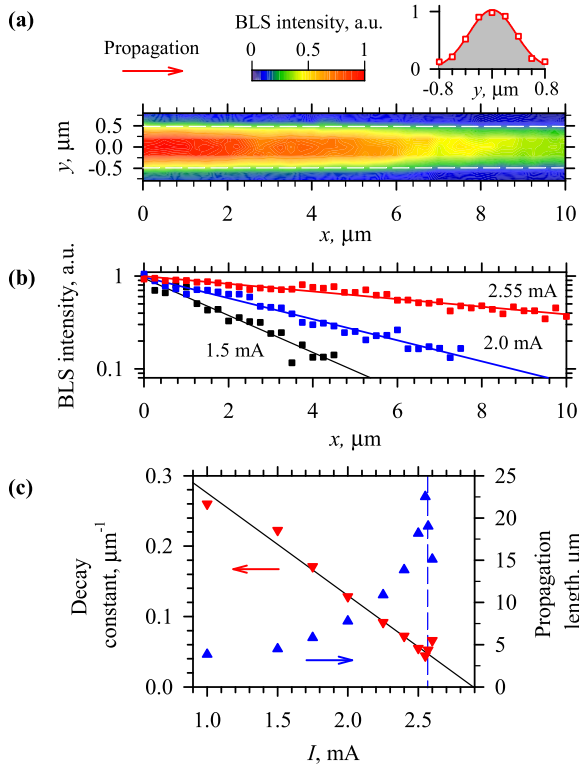 (a)
Propagation
BLS intensity, a.u.
0 0.5 1
1
0
-0.8 0.8
y, μm
y, μm
0.5
0.0
-0.5
0 2 4 6 8 10
x, μm
(b)
BLS intensity, a.u.
1
0.1
2.55 mA
2.0 mA
1.5 mA
0 2 4 6 8 10
x, μm
(c)
Decay
constant, μm⁻¹
0.3
0.2
0.1
0.0
25
20
15
10
5
0
Propagation
length, μm
1.0 1.5 2.0 2.5
I, mA